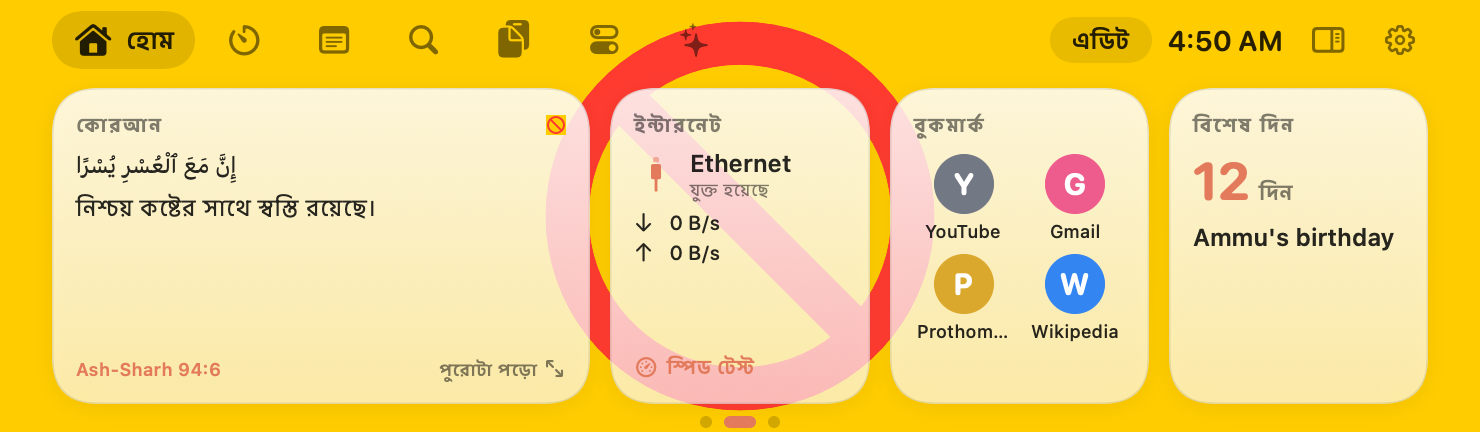 হোম
এডিট
4:50 AM
কোরআন
إِنَّ مَعَ ٱلْعُسْرِ يُسْرًا
নিশ্চয় কষ্টের সাথে স্বস্তি রয়েছে।
Ash-Sharh 94:6
পুরোটা পড়ো
ইন্টারনেট
Ethernet
যুক্ত হয়েছে
0 B/s
0 B/s
স্পিড টেস্ট
বুকমার্ক
Y
G
YouTube
Gmail
P
W
Prothom...
Wikipedia
বিশেষ দিন
12 দিন
Ammu's birthday